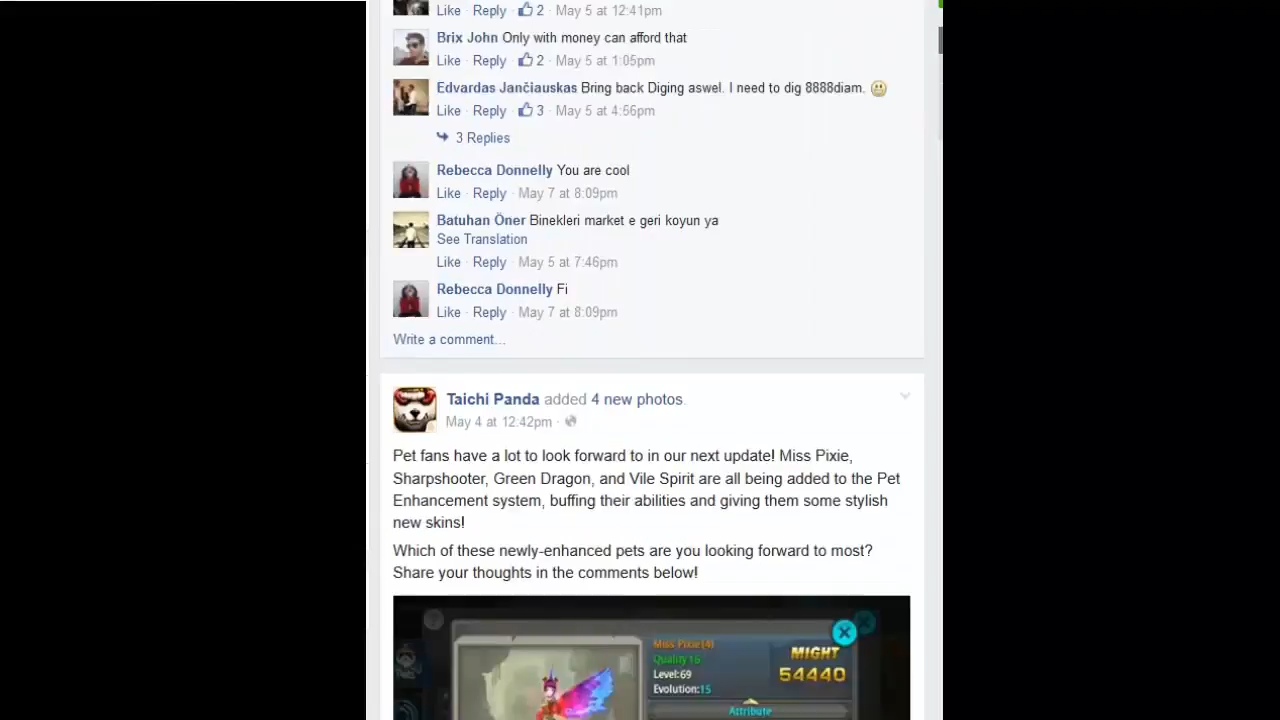 Like · Reply · 2 · May 5 at 12:41pm
Brix John Only with money can afford that
Like · Reply · 2 · May 5 at 1:05pm
Edvardas Jančiauskas Bring back Diging aswel. I need to dig 8888diam.
Like · Reply · 3 · May 5 at 4:56pm
3 Replies
Rebecca Donnelly You are cool
Like · Reply · May 7 at 8:09pm
Batuhan Öner Binekleri market e geri koyun ya
See Translation
Like · Reply · May 5 at 7:46pm
Rebecca Donnelly Fi
Like · Reply · May 7 at 8:09pm
Write a comment...
Taichi Panda added 4 new photos.
May 4 at 12:42pm ·
Pet fans have a lot to look forward to in our next update! Miss Pixie,
Sharpshooter, Green Dragon, and Vile Spirit are all being added to the Pet
Enhancement system, buffing their abilities and giving them some stylish
new skins!
Which of these newly-enhanced pets are you looking forward to most?
Share your thoughts in the comments below!
Miss Pixie(4)
Quality 16
Level:69
Evolution:15
MIGHT
54440
Attribute